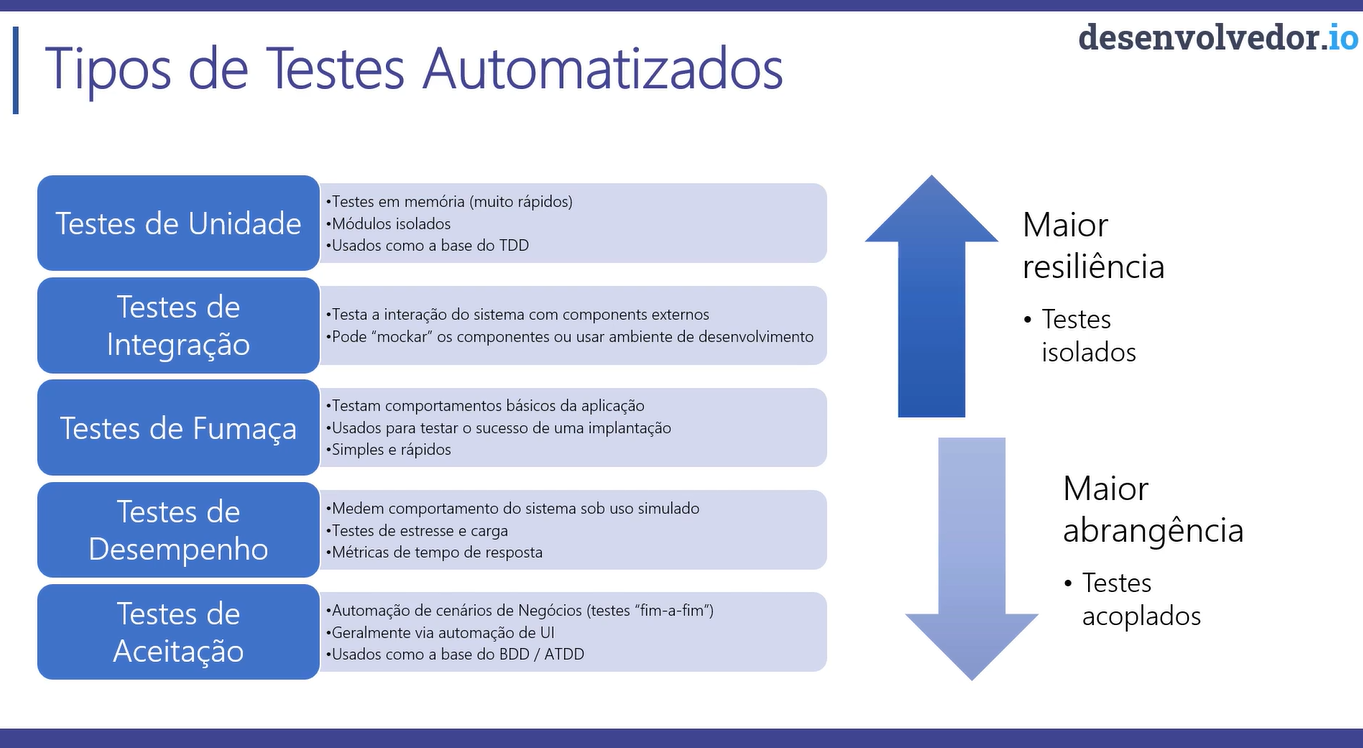 desenvolvedor.io
Tipos de Testes Automatizados
Testes de Unidade
•Testes em memória (muito rápidos)
•Módulos isolados
•Usados como a base do TDD
Testes de
Integração
•Testa a interação do sistema com components externos
•Pode “mockar” os componentes ou usar ambiente de desenvolvimento
Testes de Fumaça
•Testam comportamentos básicos da aplicação
•Usados para testar o sucesso de uma implantação
•Simples e rápidos
Testes de
Desempenho
•Medem comportamento do sistema sob uso simulado
•Testes de estresse e carga
•Métricas de tempo de resposta
Testes de
Aceitação
•Automação de cenários de Negócios (testes “fim-a-fim”)
•Geralmente via automação de UI
•Usados como a base do BDD / ATDD
Maior
resiliência
• Testes
isolados
Maior
abrangência
• Testes
acoplados